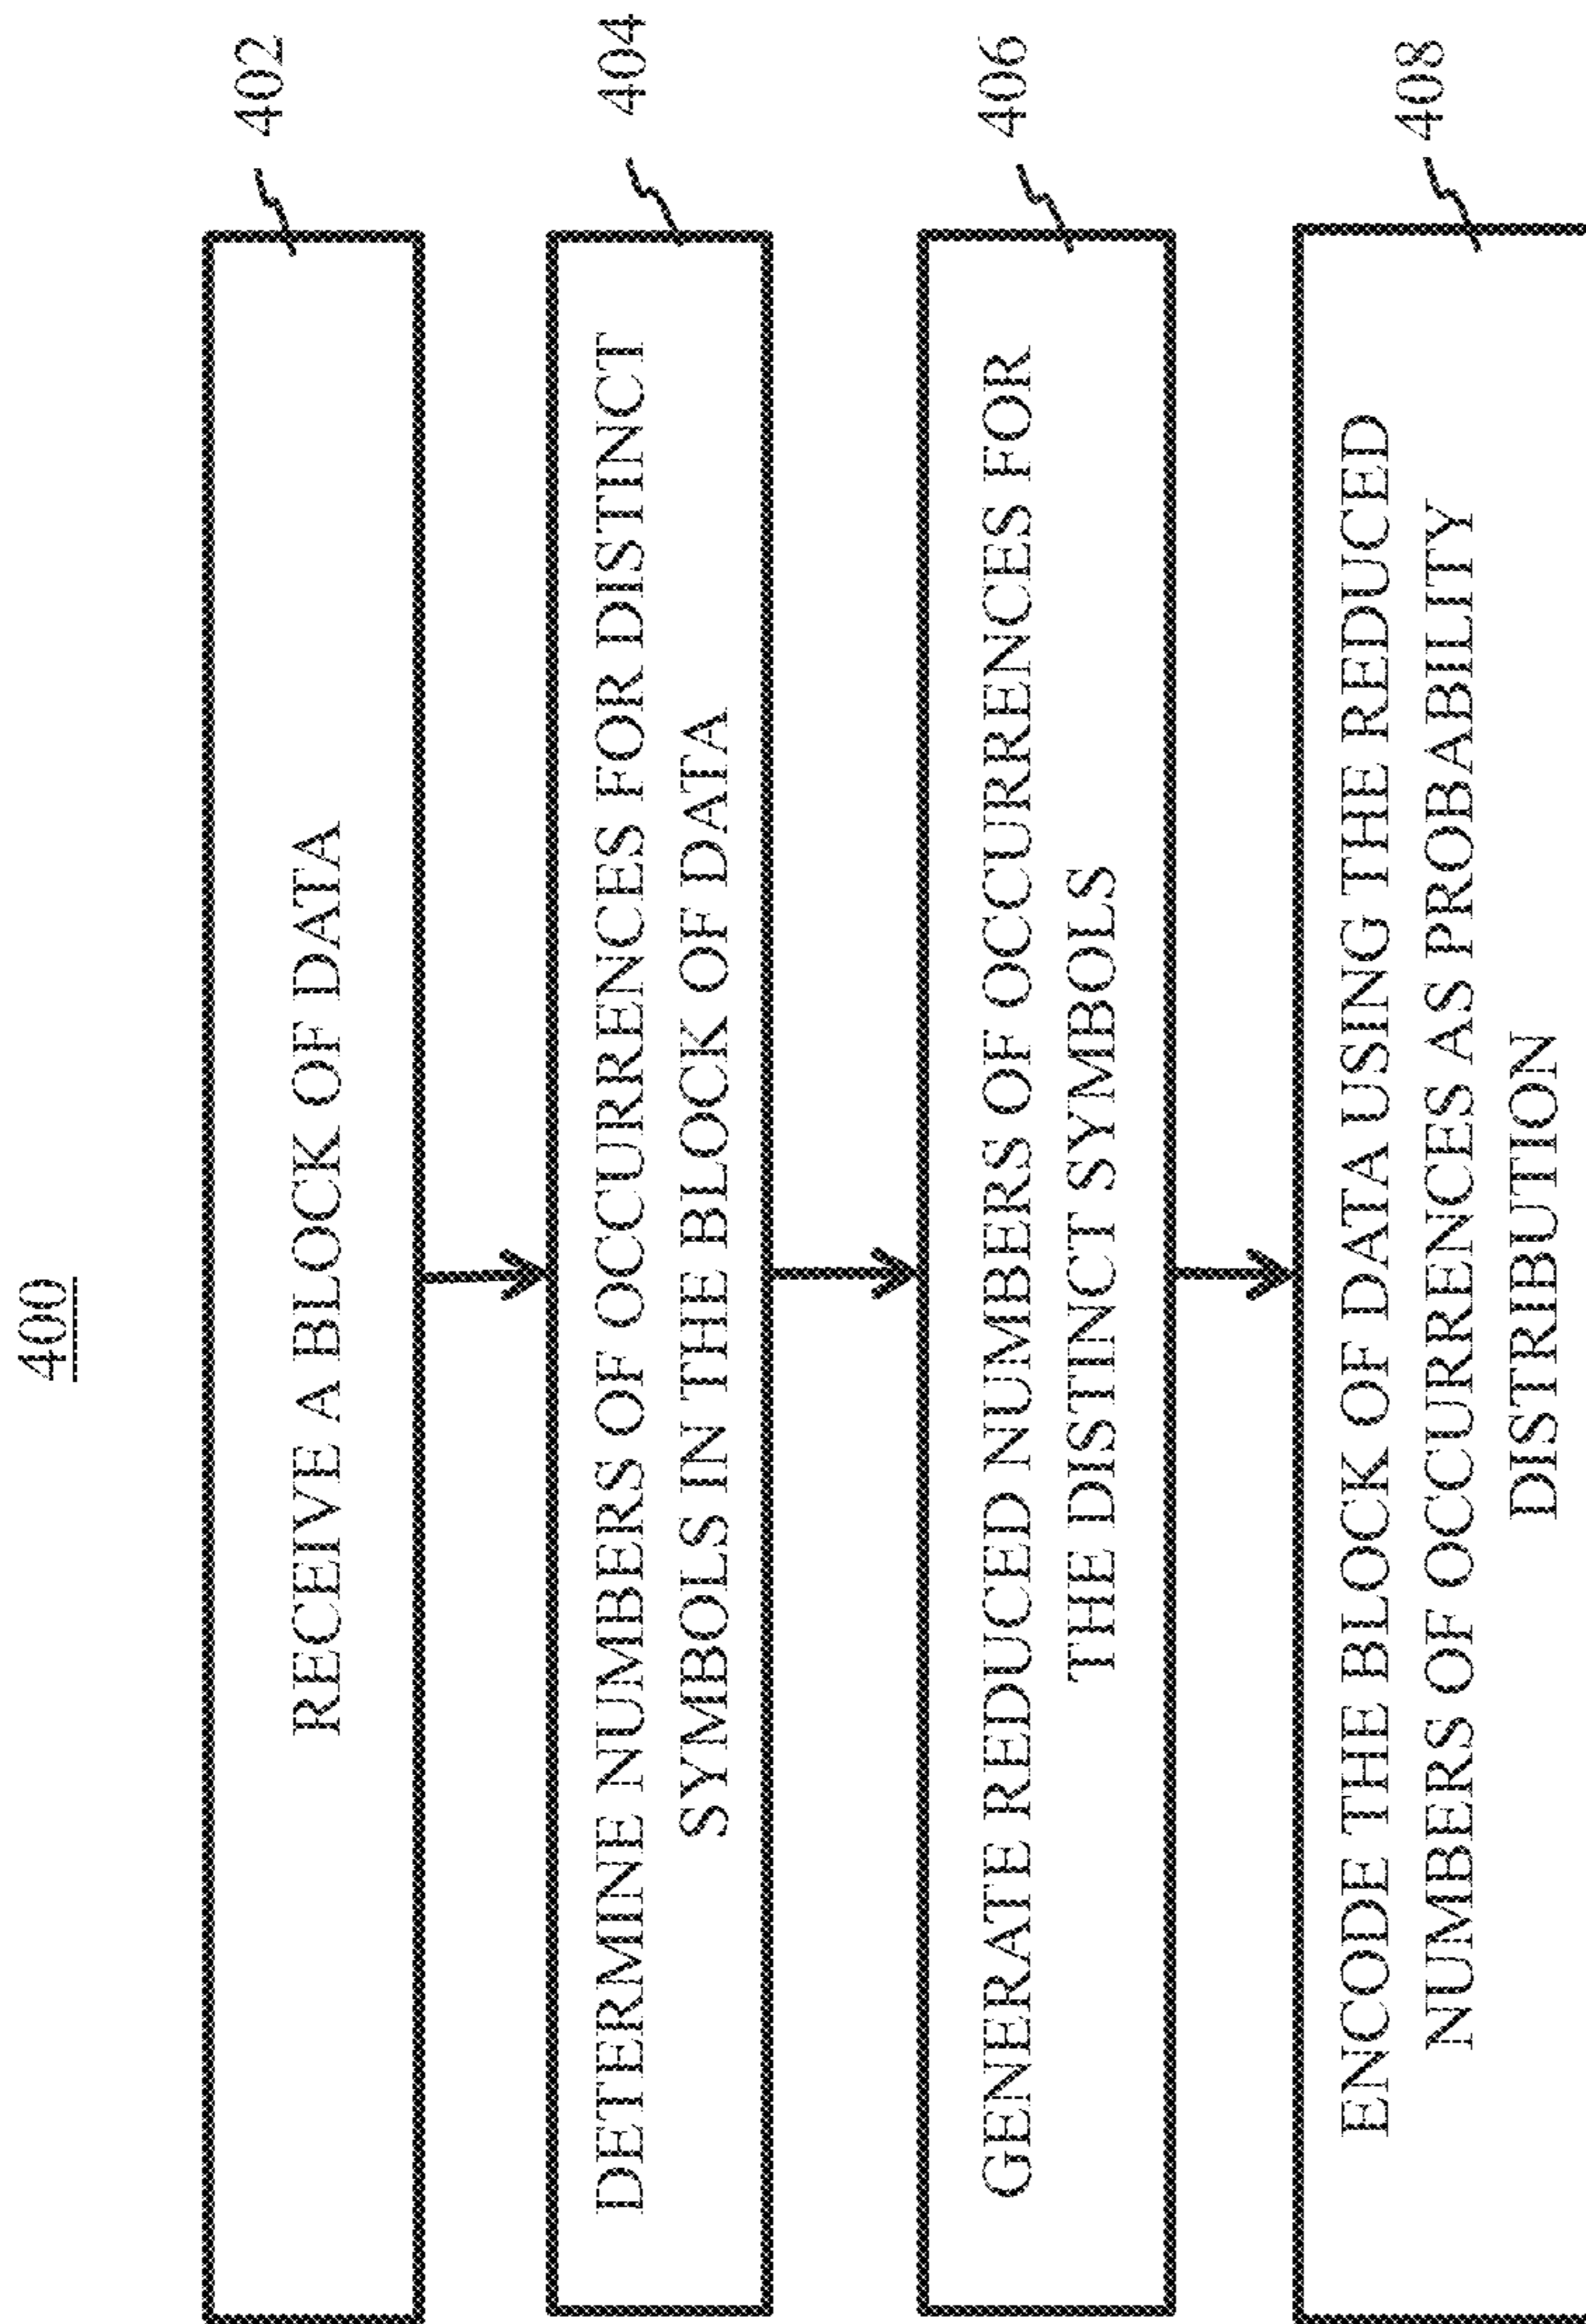 400
RECEIVE A BLOCK OF DATA
402
DETERMINE NUMBERS OF OCCURRENCES FOR DISTINCT
SYMBOLS IN THE BLOCK OF DATA
404
GENERATE REDUCED NUMBERS OF OCCURRENCES FOR
THE DISTINCT SYMBOLS
406
ENCODE THE BLOCK OF DATA USING THE REDUCED
NUMBERS OF OCCURRENCES AS PROBABILITY
DISTRIBUTION
408